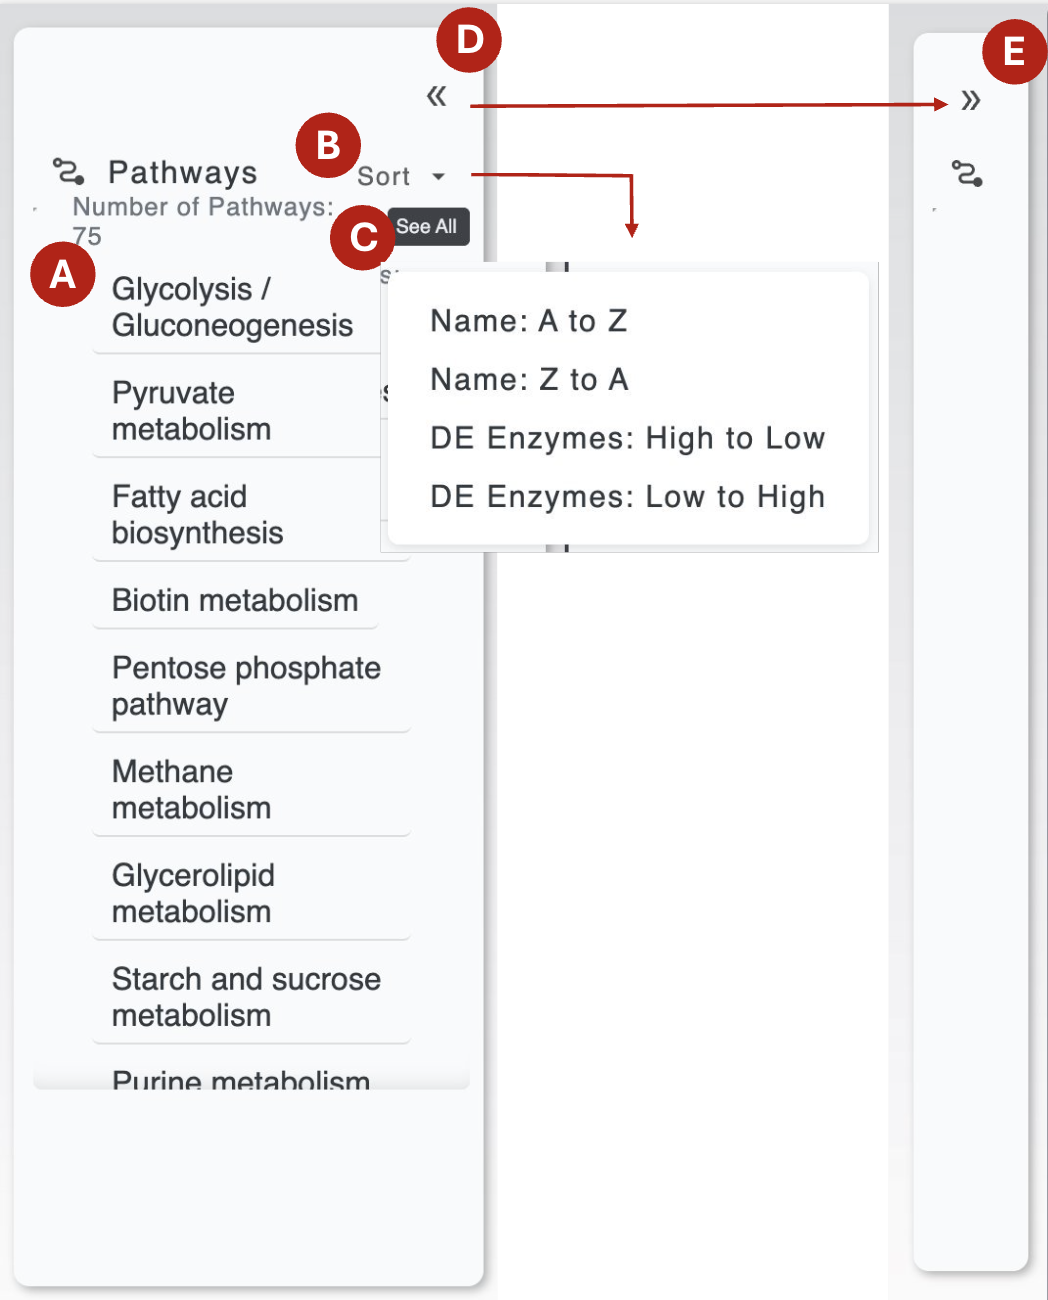 D
E
«
»
B
Pathways
Sort
Number of Pathways:
75
C
See All
A
s:
Glycolysis /
Gluconeogenesis
Pyruvate
metabolism
Fatty acid
biosynthesis
Biotin metabolism
Pentose phosphate
pathway
Methane
metabolism
Glycerolipid
metabolism
Starch and sucrose
metabolism
Purine metabolism
Name: A to Z
Name: Z to A
DE Enzymes: High to Low
DE Enzymes: Low to High